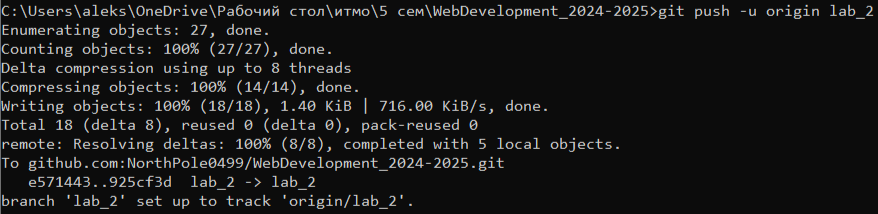 C:\Users\aleks\OneDrive\Рабочий стол\итмо\5 сем\WebDevelopment_2024-2025>git push -u origin lab_2
Enumerating objects: 27, done.
Counting objects: 100% (27/27), done.
Delta compression using up to 8 threads
Compressing objects: 100% (14/14), done.
Writing objects: 100% (18/18), 1.40 KiB | 716.00 KiB/s, done.
Total 18 (delta 8), reused 0 (delta 0), pack-reused 0
remote: Resolving deltas: 100% (8/8), completed with 5 local objects.
To github.com:NorthPole0499/WebDevelopment_2024-2025.git
   e571443..925cf3d  lab_2 -> lab_2
branch 'lab_2' set up to track 'origin/lab_2'.